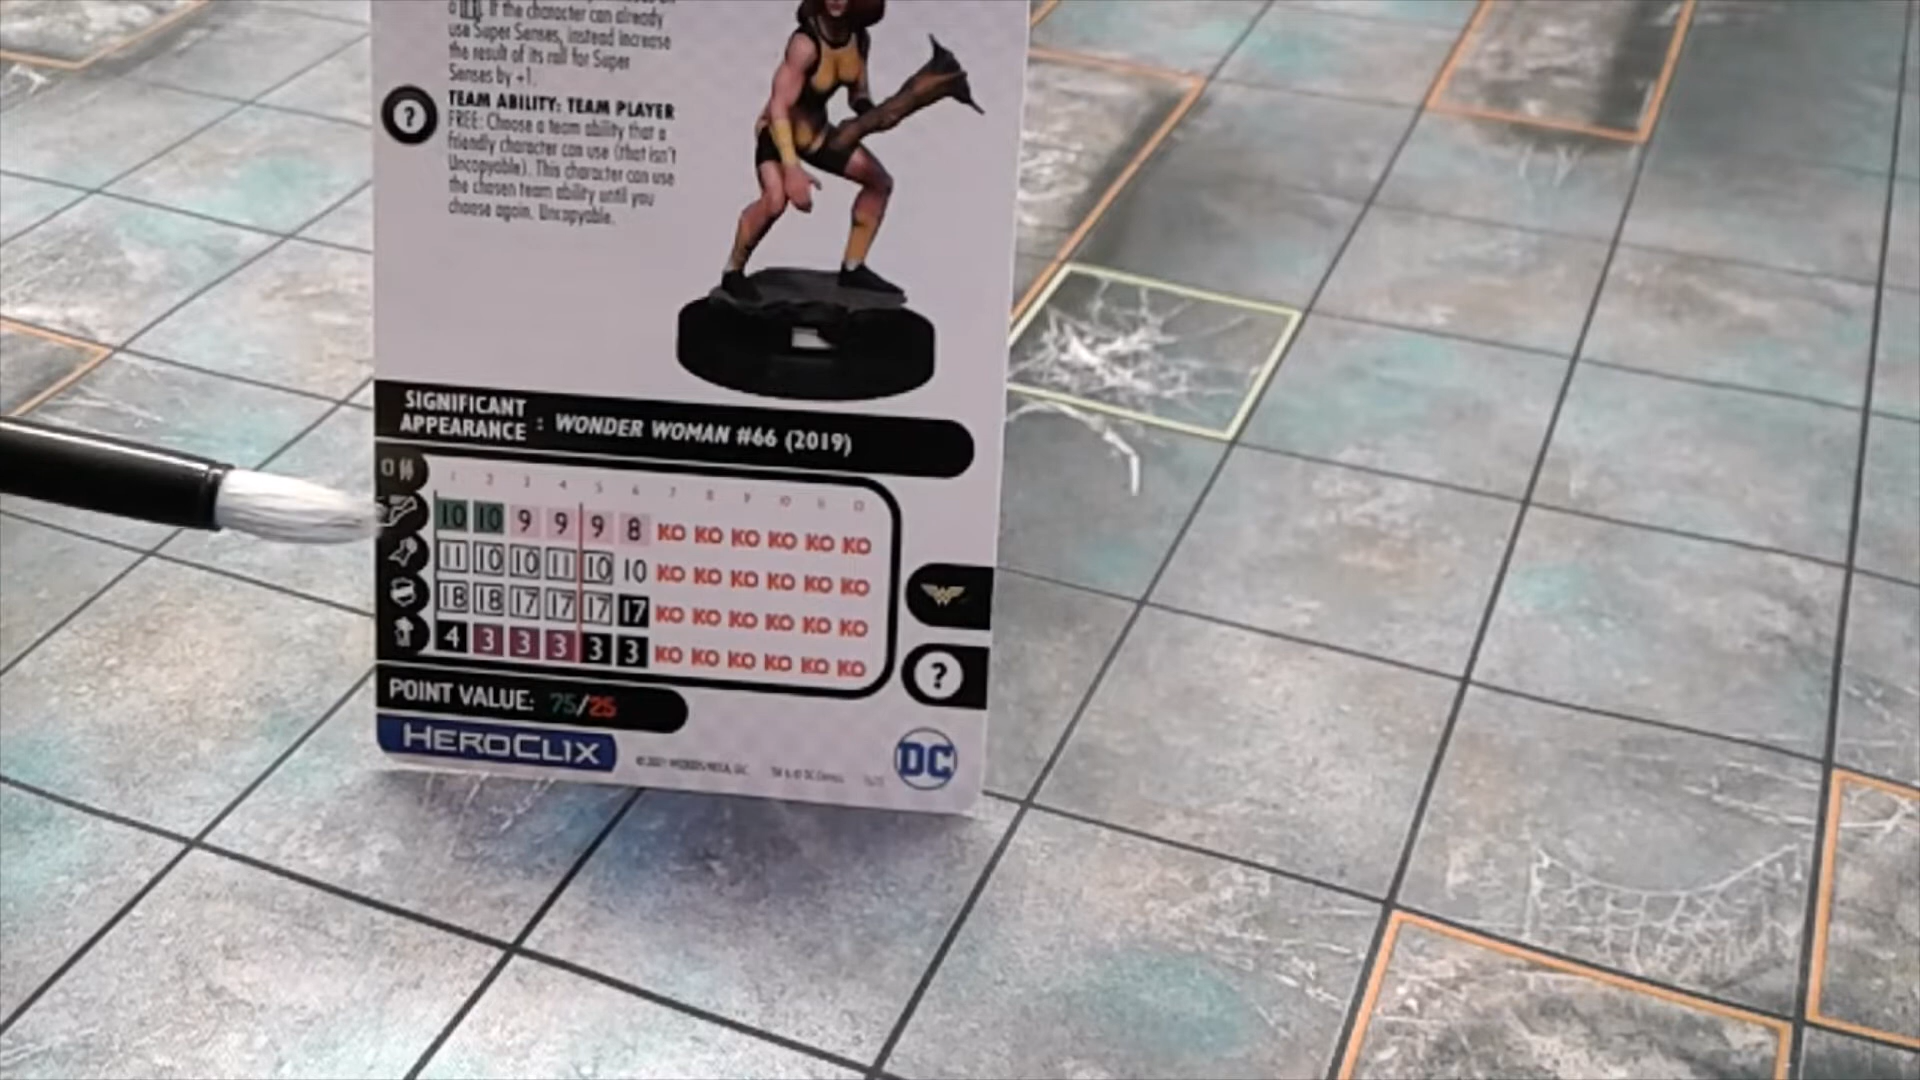 a
If the character can already
use Super Senses, instead increase
the result of its roll for Super
Senses by +1.
?
TEAM ABILITY: TEAM PLAYER
FREE: Choose a team ability that a
friendly character can use (that isn't
Uncopyable). This character can use
the chosen team ability until you
choose again. Uncopyable.
SIGNIFICANT
APPEARANCE : WONDER WOMAN #66 (2019)
0
1 2 3 4 5 6 7 8 9 10 11 12
10 10 9 9 9 8 KO KO KO KO KO KO
11 10 10 11 10 10 KO KO KO KO KO KO
18 18 17 17 17 17 KO KO KO KO KO KO
4 3 3 3 3 3 KO KO KO KO KO KO
?
POINT VALUE: 75/25
HEROCLIX
DC